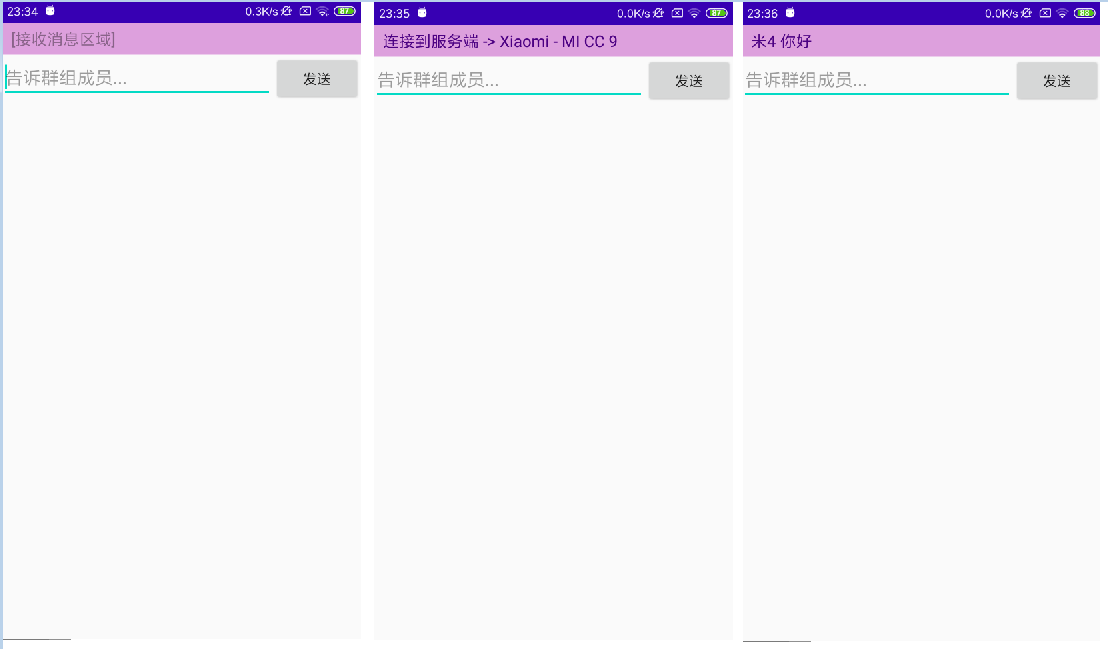 23:34 0.3K/s 87
[接收消息区域]
告诉群组成员... 发送
23:35 0.0K/s 87
连接到服务端 -> Xiaomi - MI CC 9
告诉群组成员... 发送
23:36 0.0K/s 88
米4 你好
告诉群组成员... 发送